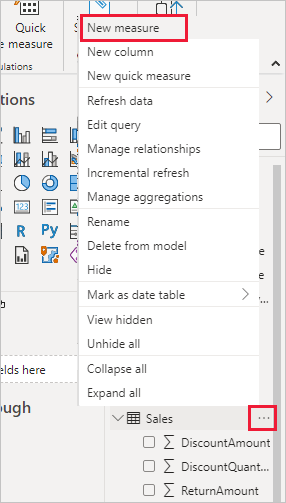 Quick
measure
New measure
New column
New quick measure
Refresh data
Edit query
Manage relationships
Incremental refresh
Manage aggregations
Rename
Delete from model
Hide
Mark as date table
View hidden
Unhide all
Collapse all
Expand all
ulations
ons
123
R Py
elds here
ough
Sales
...
DiscountAmount
DiscountQuant...
ReturnAmount